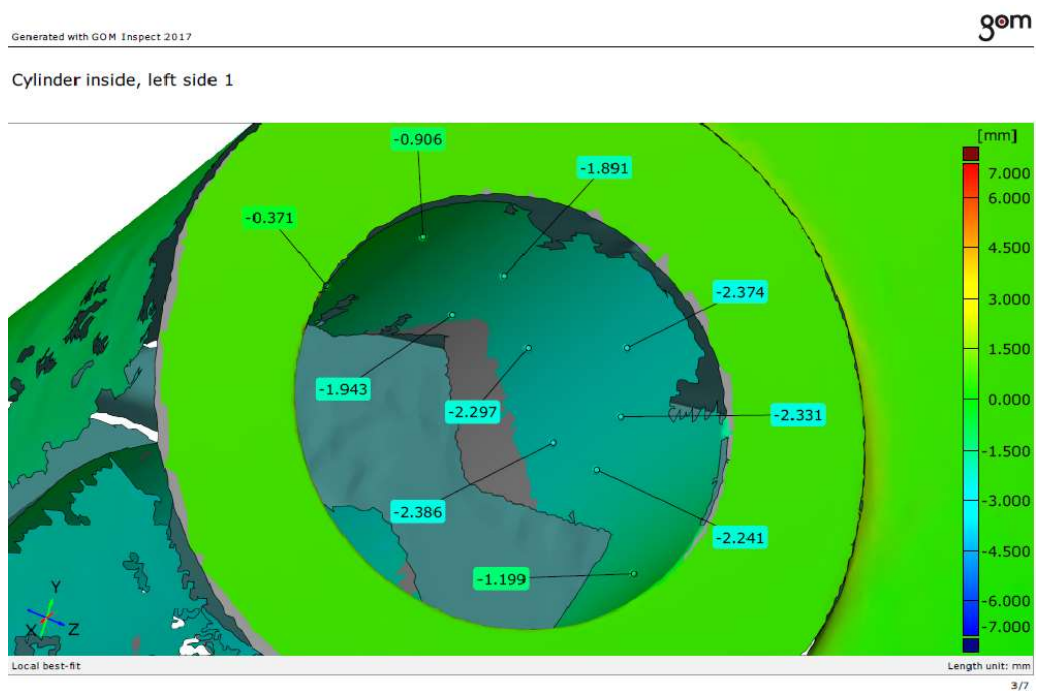 gom
Generated with GOM Inspect 2017
Cylinder inside, left side 1
[mm]
-0.906
-1.891
-0.371
-2.374
-1.943
-2.297
-2.331
-2.386
-2.241
-1.199
7.000
6.000
4.500
3.000
1.500
0.000
-1.500
-3.000
-4.500
-6.000
-7.000
Y
X
Z
Local best-fit
Length unit: mm
3/7